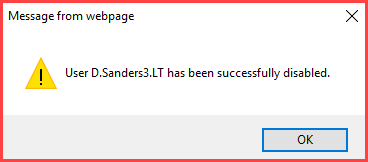 Message from webpage
User D.Sanders3.LT has been successfully disabled.
OK